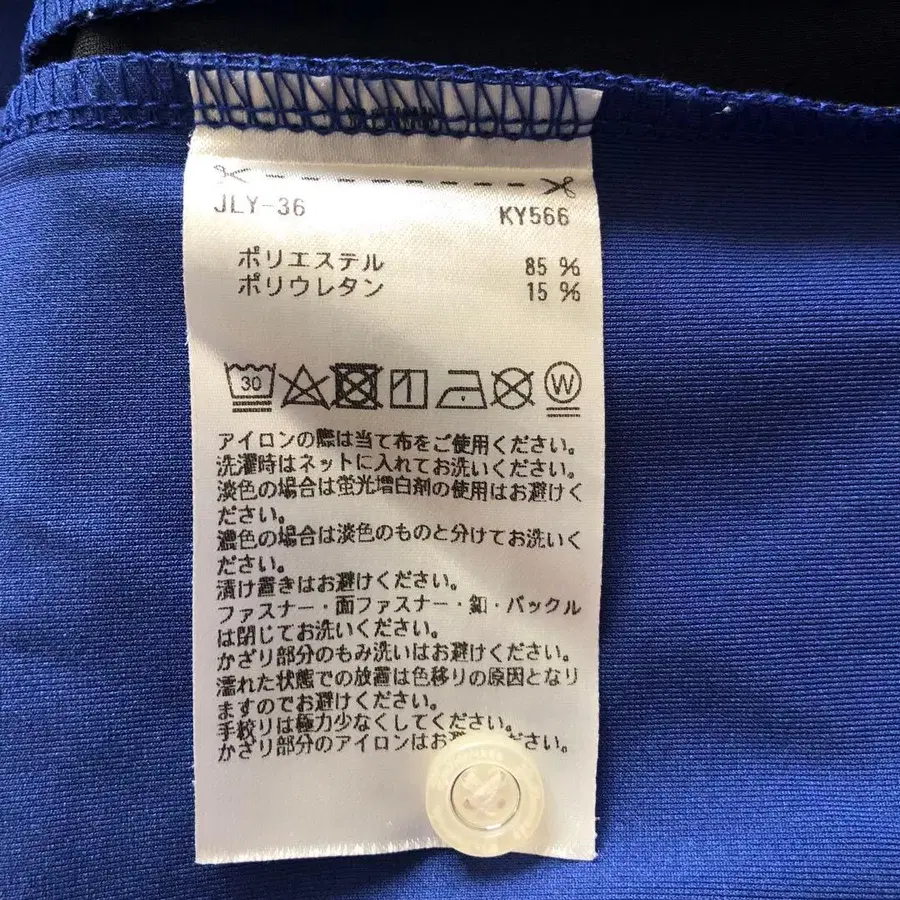 JLY-36 KY566
ポリエステル 85 %
ポリウレタン 15 %
30 W
アイロンの際は当て布をご使用ください。
洗濯時はネットに入れてお洗いください。
淡色の場合は蛍光増白剤の使用はお避けく
ださい。
濃色の場合は淡色のものと分けてお洗いく
ださい。
漬け置きはお避けください。
ファスナー・面ファスナー・釦・バックル
は閉じてお洗いください。
かざり部分のもみ洗いはお避けください。
濡れた状態での放置は色移りの原因となり
ますのでお避けください。
手絞りは極力少なくしてください。
かざり部分のアイロンはお ださい。